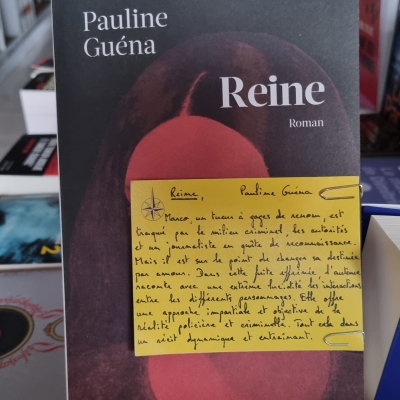 Pauline
Guéna
Reine
Roman
Reine, Pauline Guéna
Marco, un tueur à gages de renom, est
traqué par le milieu criminel, les autorités
et un journaliste en quête de reconnaissance.
Mais il est sur le point de changer sa destinée
par amour. Dans cette fuite effrénée, l'auteure
raconte avec une extrême lucidité les interactions
entre les différents personnages. Elle offre
une approche impartiale et objective de la
réalité policière et criminelle. Tout cela dans
un récit dynamique et entraînant.